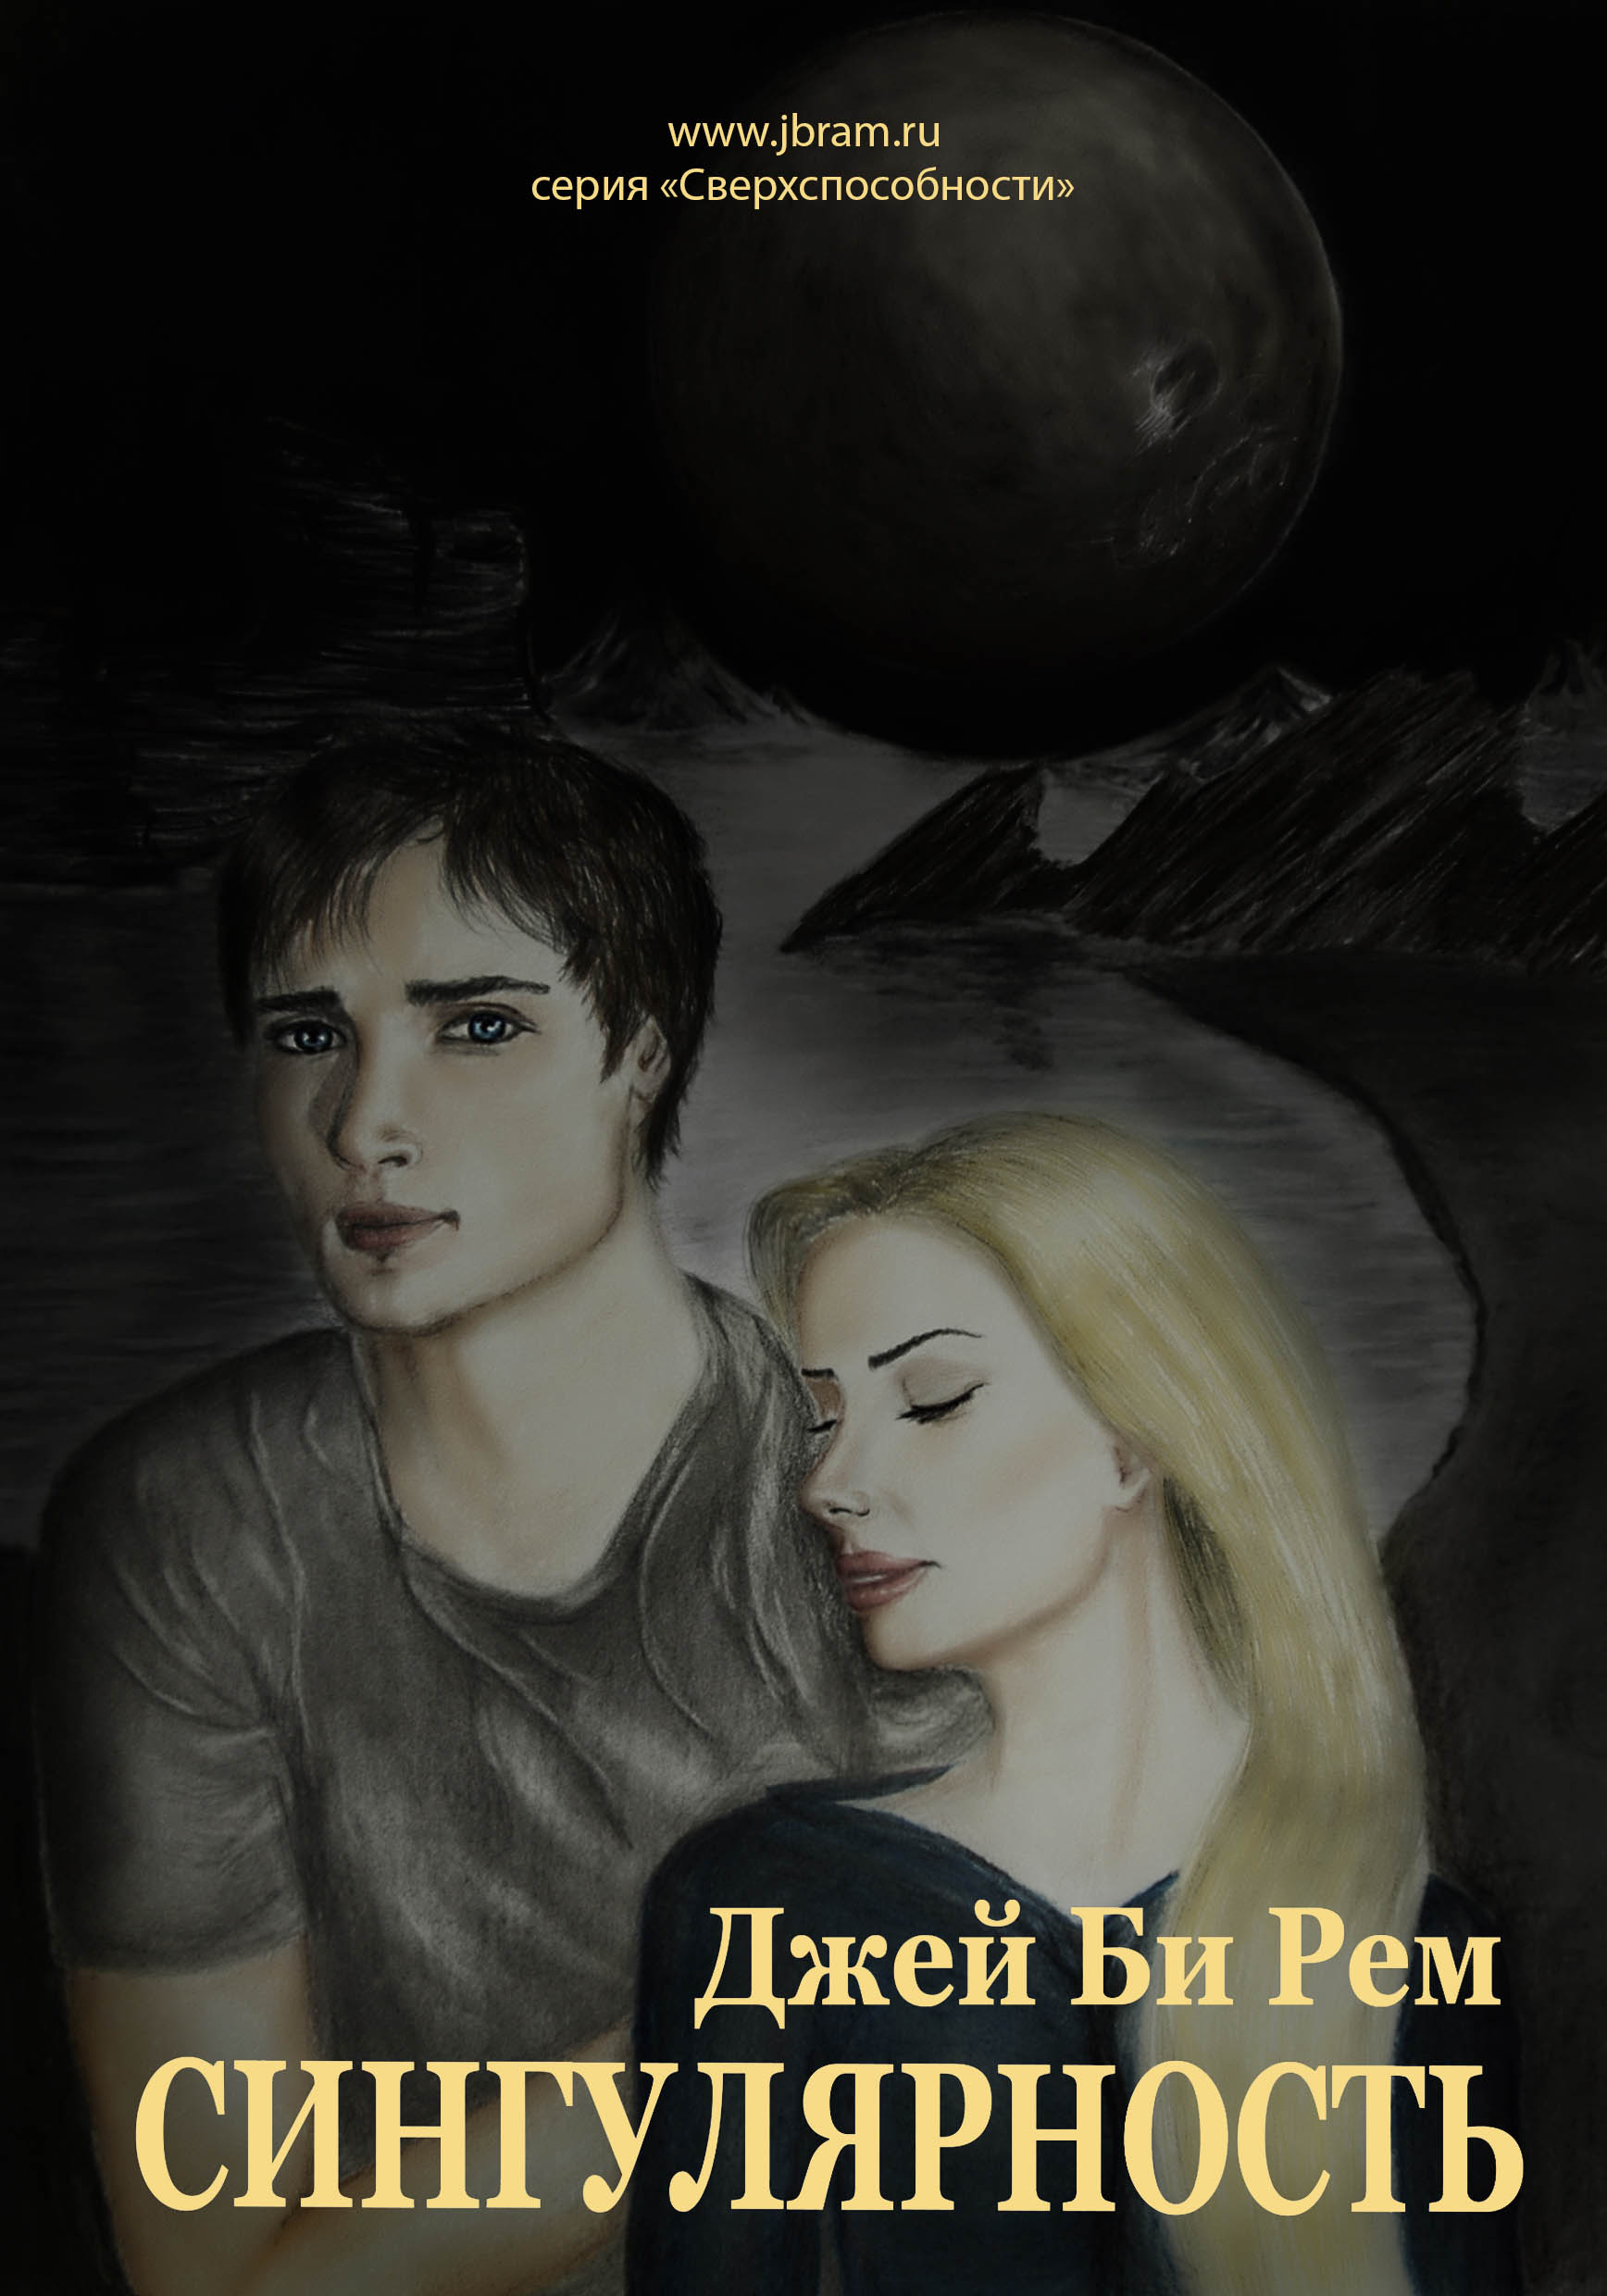 www.jbram.ru
серия «Сверхспособности»
Джей Би Рем
СИНГУЛЯРНОСТЬ